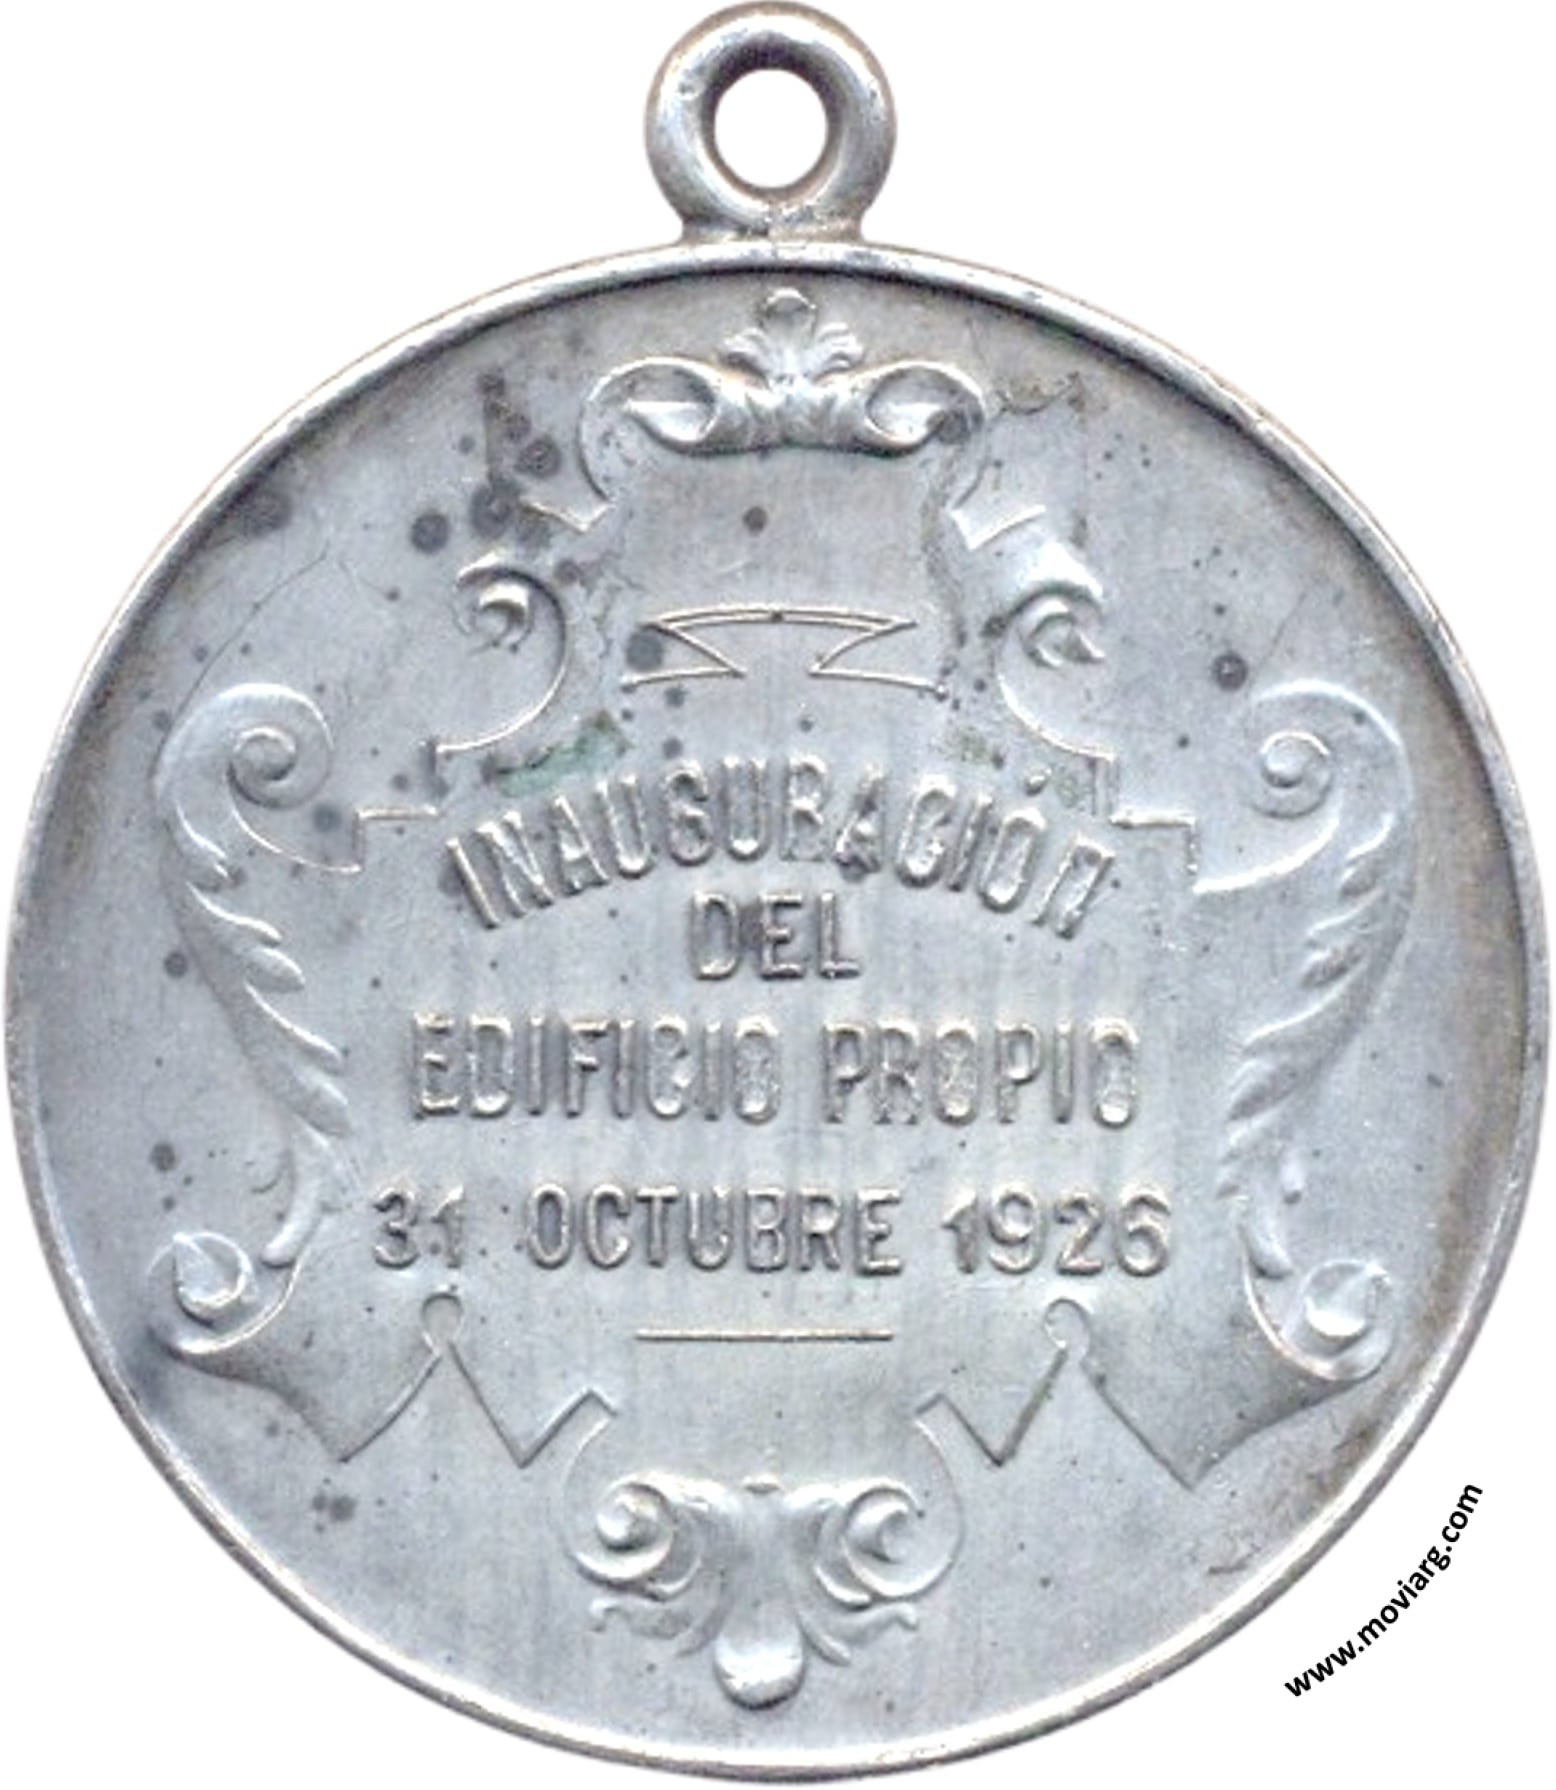 INAUGURACIÓN
DEL
EDIFICIO PROPIO
31 OCTUBRE 1926
www.moviarg.com